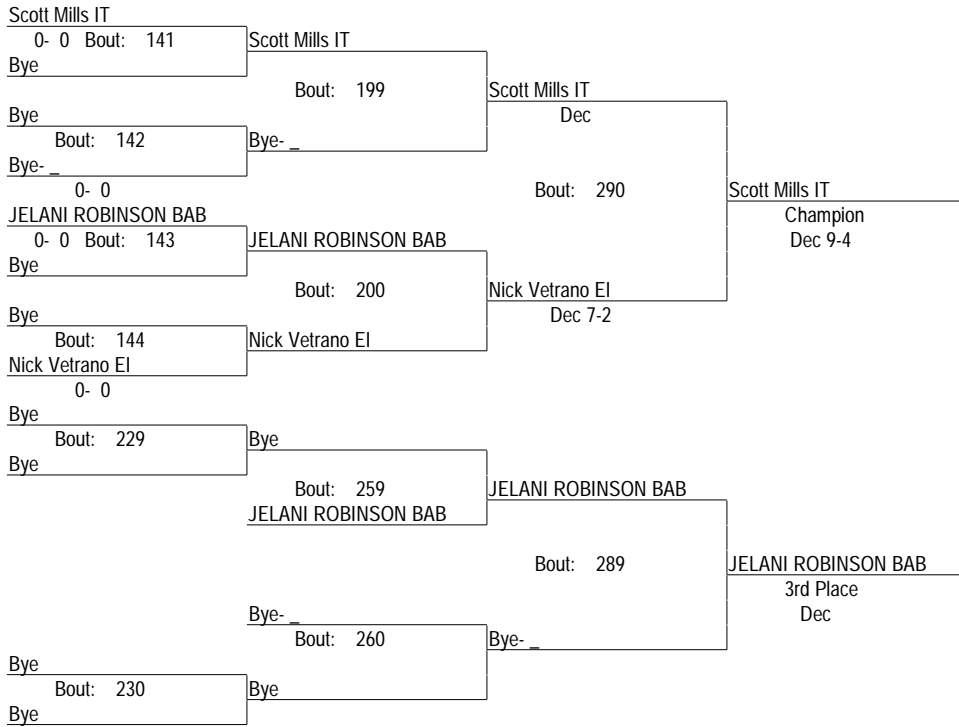 Scott Mills IT
0- 0 Bout: 141 Scott Mills IT
Bye
Bout: 199 Scott Mills IT
Bye Dec
Bout: 142 Bye- _
Bye- _
0- 0 Bout: 290 Scott Mills IT
JELANI ROBINSON BAB Champion
0- 0 Bout: 143 JELANI ROBINSON BAB Dec 9-4
Bye
Bout: 200 Nick Vetrano EI
Bye Dec 7-2
Bout: 144 Nick Vetrano EI
Nick Vetrano EI
0- 0
Bye
Bout: 229 Bye
Bye
Bout: 259 JELANI ROBINSON BAB
JELANI ROBINSON BAB
Bout: 289 JELANI ROBINSON BAB
3rd Place
Bye- _ Dec
Bout: 260 Bye- _
Bye
Bout: 230 Bye
Bye